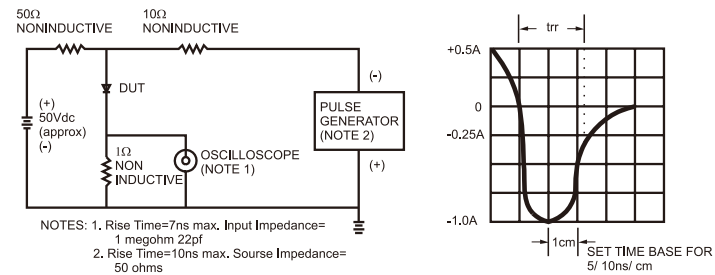 50Ω
NONINDUCTIVE
10Ω
NONINDUCTIVE
DUT
(+)
50Vdc
(approx)
(-)
1Ω
NON
INDUCTIVE
OSCILLOSCOPE
(NOTE 1)
(-)
PULSE
GENERATOR
(NOTE 2)
(+)
NOTES: 1. Rise Time=7ns max. Input Impedance=
1 megohm 22pf
2. Rise Time=10ns max. Sourse Impedance=
50 ohms
trr
+0.5A
0
-0.25A
-1.0A
1cm
SET TIME BASE FOR
5/ 10ns/ cm